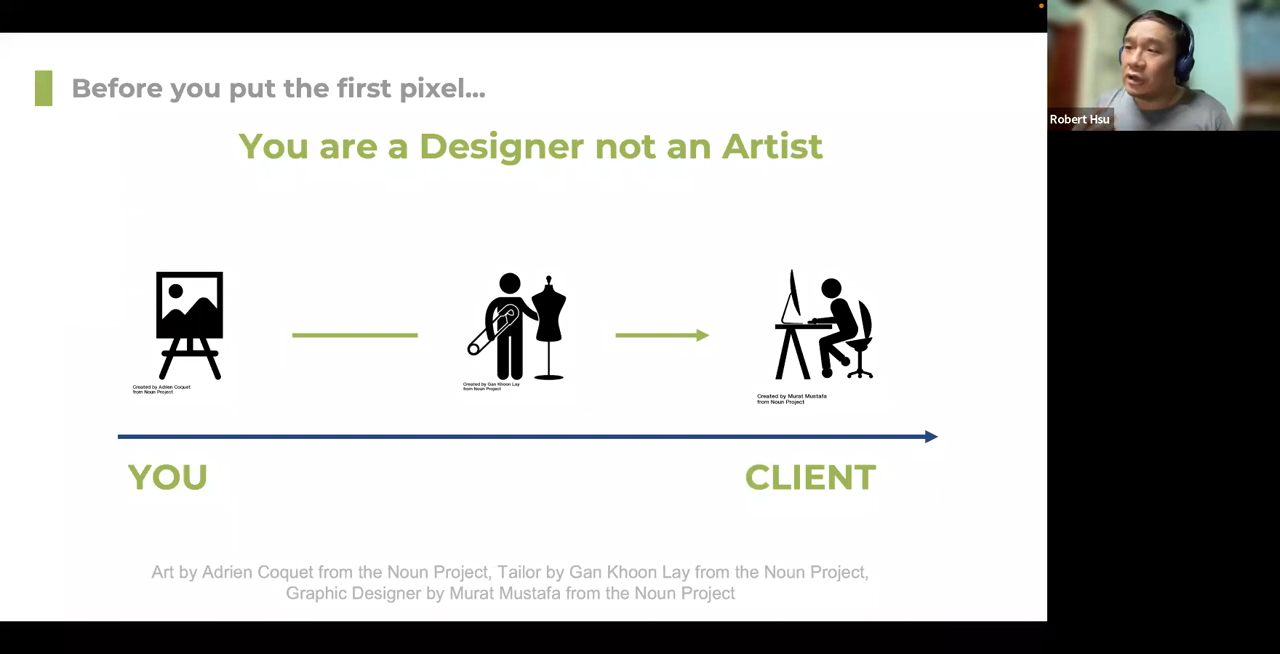 Before you put the first pixel...
You are a Designer not an Artist
Created by Adrien Coquet
from Noun Project
Created by Gan Khoon Lay
from Noun Project
Created by Murat Mustafa
from Noun Project
YOU
CLIENT
Art by Adrien Coquet from the Noun Project, Tailor by Gan Khoon Lay from the Noun Project,
Graphic Designer by Murat Mustafa from the Noun Project
Robert Hsu